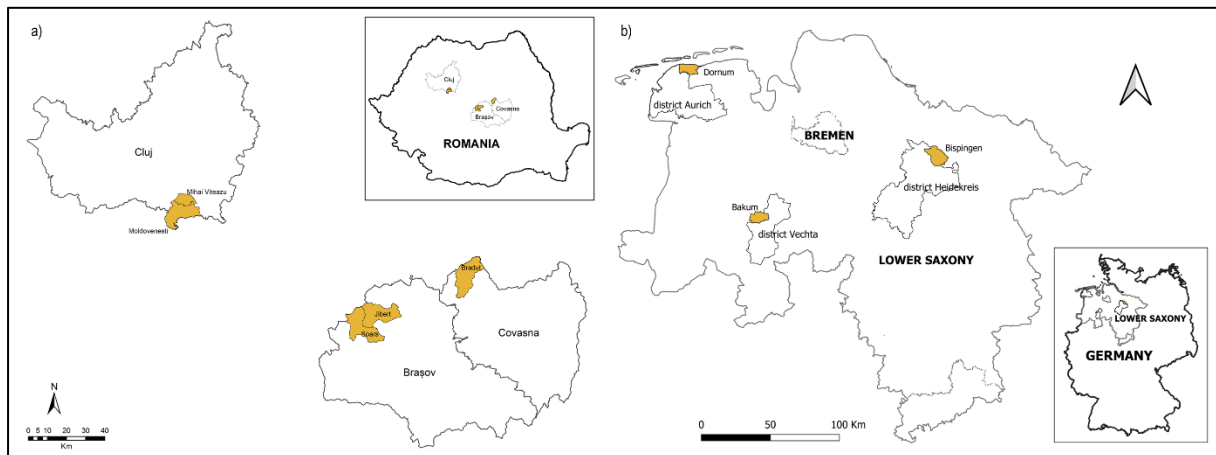 a)
Cluj
Mihai Viteazu
Moldovenesti
Cluj
Covasna
Brașov
ROMANIA
Bradut
Jibert
Soars
Covasna
Brașov
N
0 5 10 20 30 40
Km
b)
Dornum
district Aurich
BREMEN
Bispingen
district Heidekreis
Bakum
district Vechta
LOWER SAXONY
LOWER SAXONY
GERMANY
0 50 100 Km